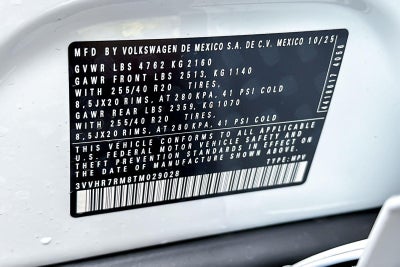 MFD BY VOLKSWAGEN DE MEXICO S.A. DE C.V. MEXICO 10/25
GVWR LBS 4762 KG 2160
GAWR FRONT LBS 2513, KG 1140
WITH 255/40 R20 TIRES.
8.5JX20 RIMS, AT 280 KPA, 41 PSI COLD
GAWR REAR LBS 2359, KG 1070
WITH 255/40 R20 TIRES.
8.5JX20 RIMS, AT 280 KPA, 41 PSI COLD
THIS VEHICLE CONFORMS TO ALL APPLICABLE
U.S. FEDERAL MOTOR VEHICLE SAFETY AND
THEFT PREVENTION STANDARDS IN EFFECT ON
THE DATE OF MANUFACTURE SHOWN ABOVE.
3VVHR7RM8TM029028 TYPE: MPV